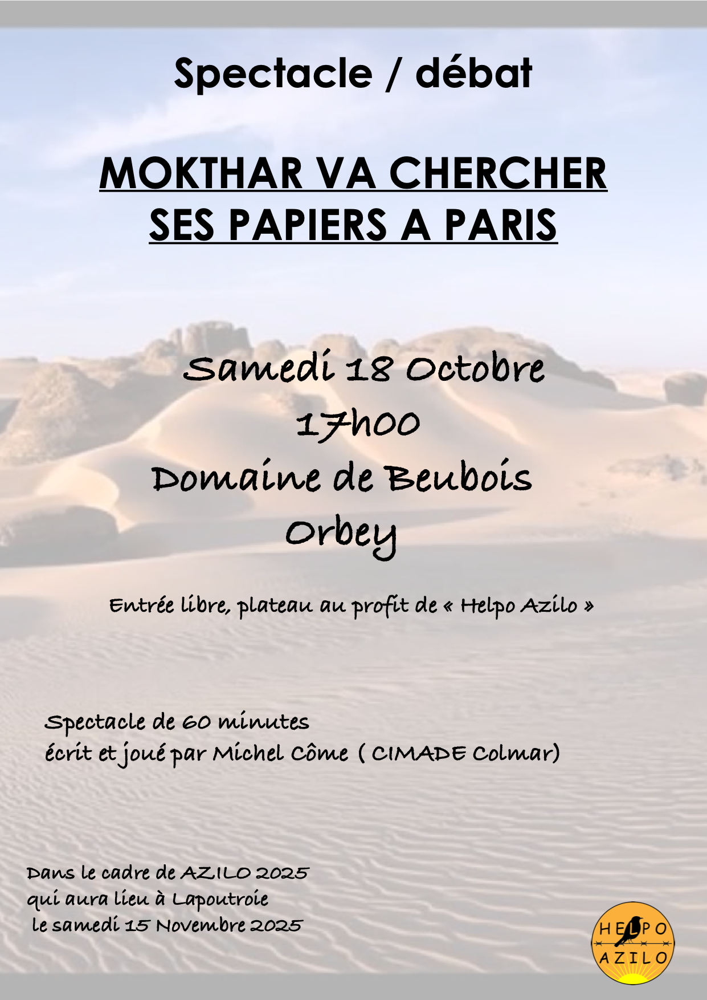 Spectacle / débat
MOKTHAR VA CHERCHER
SES PAPIERS A PARIS
Samedi 18 Octobre
17h00
Domaine de Beubois
Orbey
Entrée libre, plateau au profit de « Helpo Azilo »
Spectacle de 60 minutes
écrit et joué par Michel Côme ( CIMADE Colmar)
Dans le cadre de AZILO 2025
qui aura lieu à Lapoutroie
le samedi 15 Novembre 2025
HELPO
AZILO